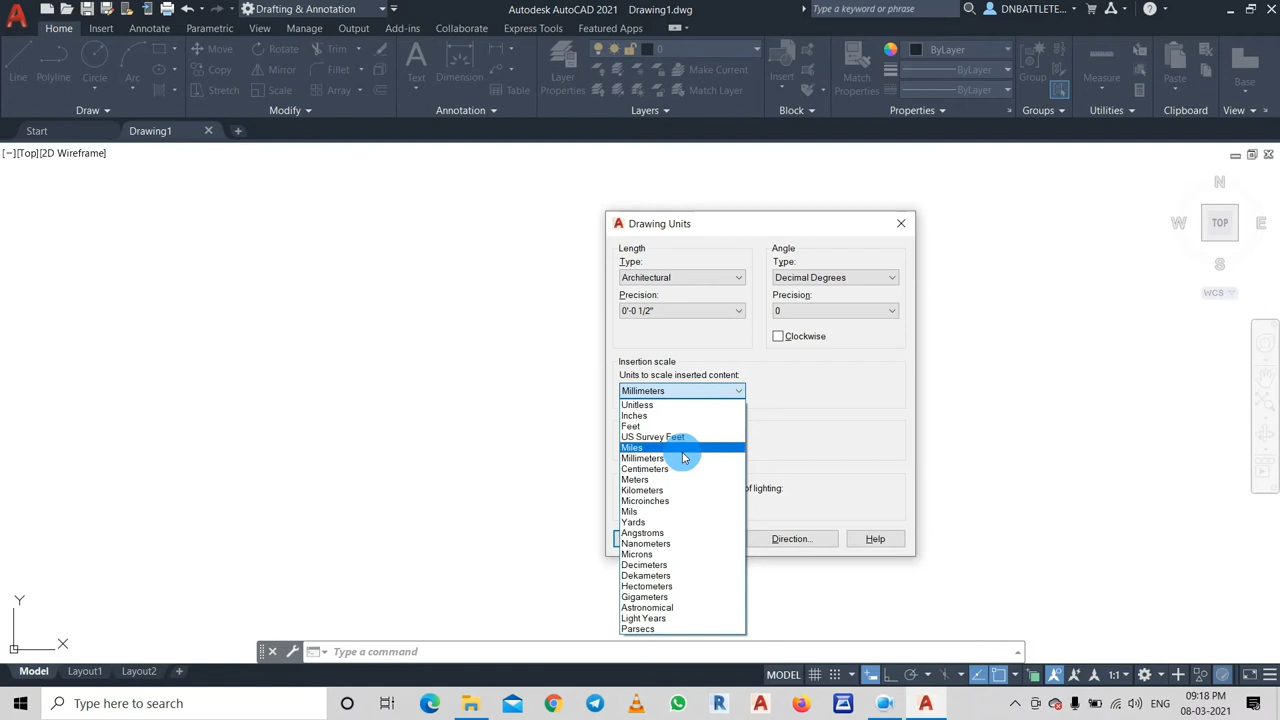 Drafting & Annotation
Autodesk AutoCAD 2021 Drawing1.dwg
Type a keyword or phrase
DNBATTLETE...
Home Insert Annotate Parametric View Manage Output Add-ins Collaborate Express Tools Featured Apps
Line
Polyline
Circle
Arc
Move Rotate Trim
Copy Mirror Fillet
Stretch Scale Array
Text
Dimension
Table
Layer Properties
0
Make Current
Match Layer
Insert
Match Properties
ByLayer
ByLayer
ByLayer
Group
Measure
Paste
Base
Draw Modify Annotation Layers Block Properties Groups Utilities Clipboard View
Start Drawing1
[−][Top][2D Wireframe]
N
W TOP E
S
WCS
Drawing Units
Length
Type:
Architectural
Precision:
0'-0 1/2"
Angle
Type:
Decimal Degrees
Precision:
0
Clockwise
Insertion scale
Units to scale inserted content:
Millimeters
Unitless
Inches
Feet
US Survey Feet
Miles
Millimeters
Centimeters
Meters
Kilometers
Microinches
Mils
Yards
Angstroms
Nanometers
Microns
Decimeters
Dekameters
Hectometers
Gigameters
Astronomical
Light Years
Parsecs
of lighting:
Direction... Help
Y
X
Type a command
Model Layout1 Layout2
MODEL
1:1
Type here to search
ENG
09:18 PM
08-03-2021